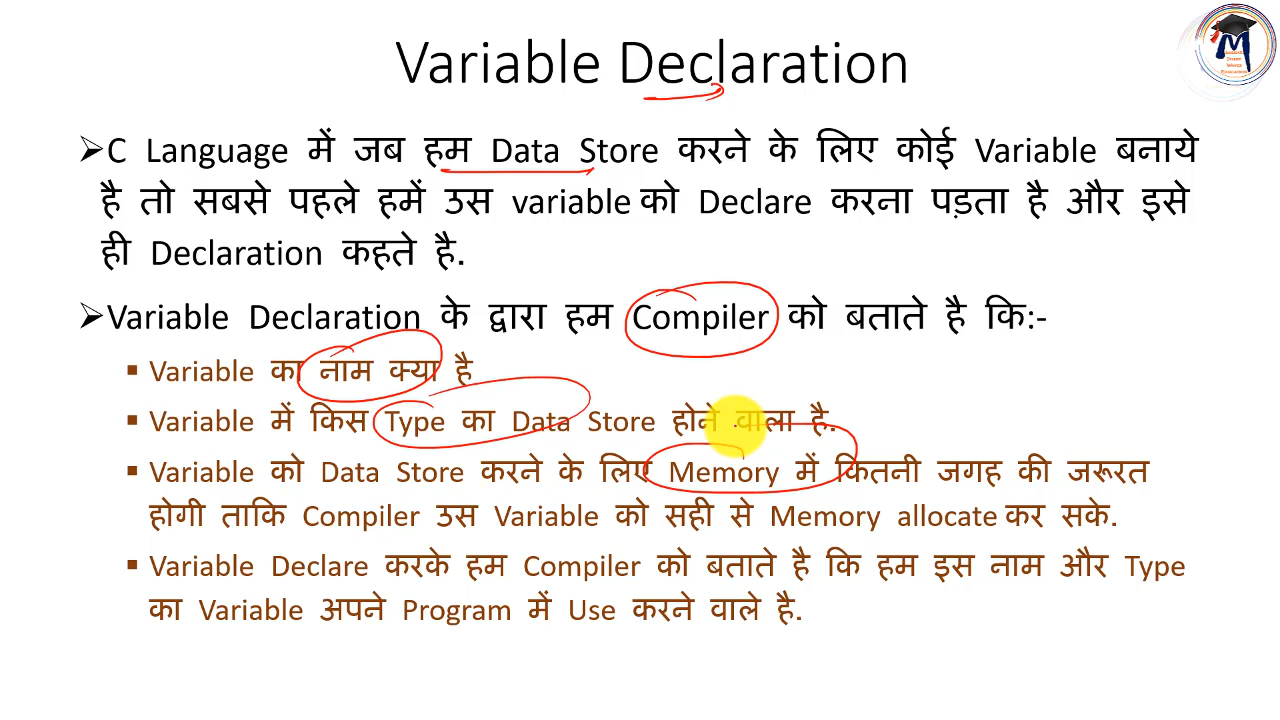 Variable Declaration
➢C Language में जब हम Data Store करने के लिए कोई Variable बनाये
है तो सबसे पहले हमें उस variable को Declare करना पड़ता है और इसे
ही Declaration कहते है.
➢Variable Declaration के द्वारा हम Compiler को बताते है कि:-
▪ Variable का नाम क्या है
▪ Variable में किस Type का Data Store होने वाला है.
▪ Variable को Data Store करने के लिए Memory में कितनी जगह की जरूरत
होगी ताकि Compiler उस Variable को सही से Memory allocate कर सके.
▪ Variable Declare करके हम Compiler को बताते है कि हम इस नाम और Type
का Variable अपने Program में Use करने वाले है.